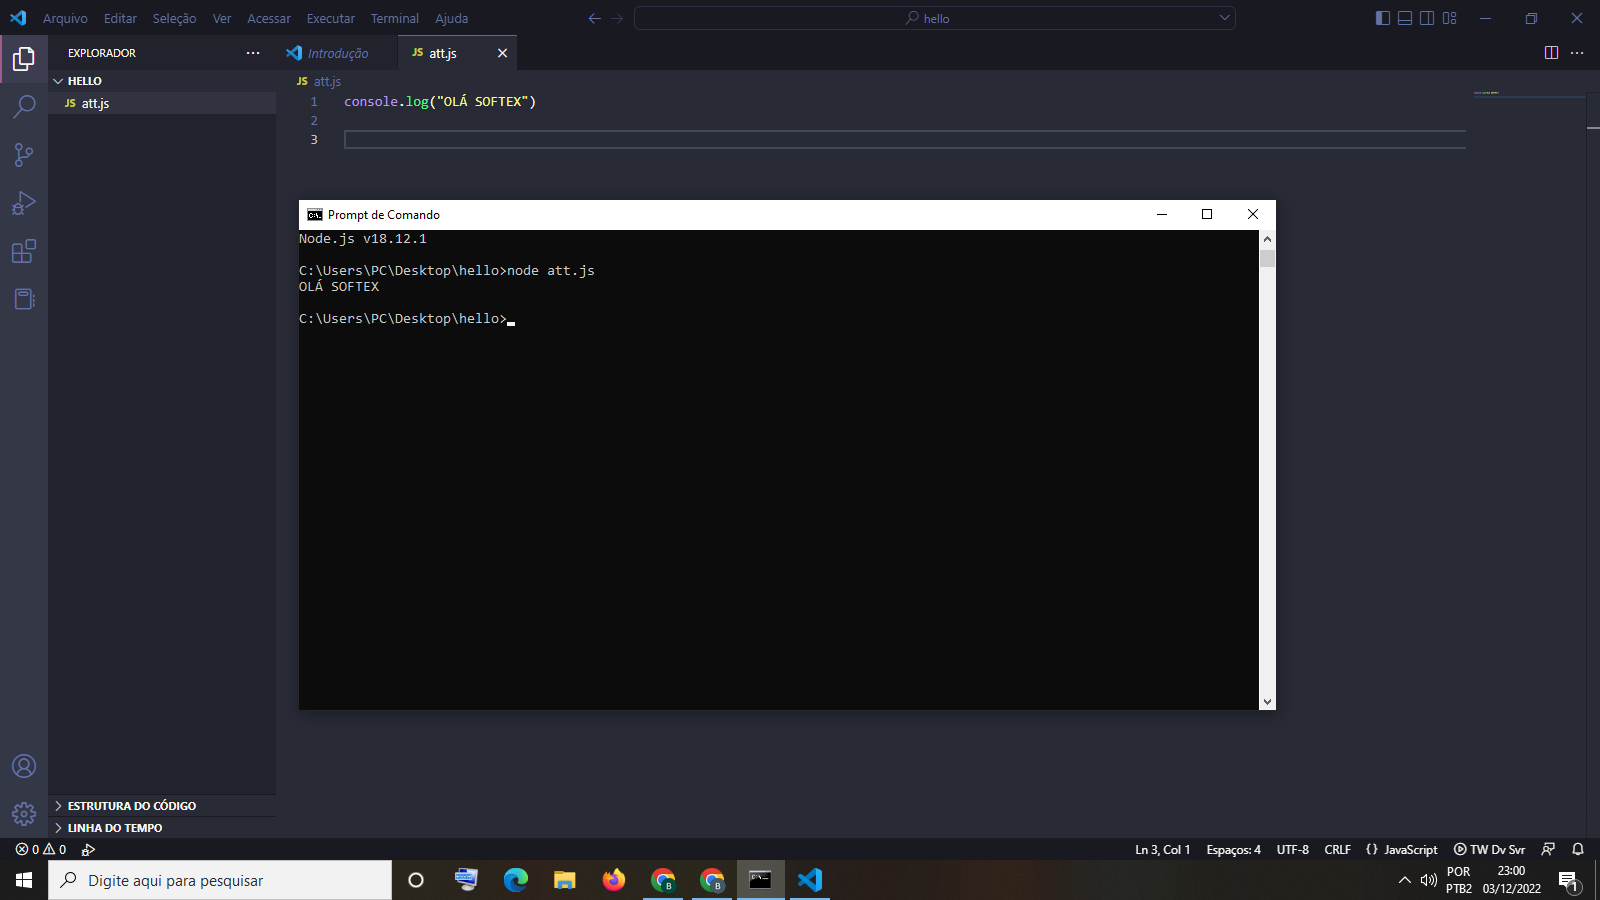 Arquivo Editar Seleção Ver Acessar Executar Terminal Ajuda
hello
EXPLORADOR
Introdução
JS att.js
HELLO
JS att.js
JS att.js
1 console.log("OLÁ SOFTEX")
2
3
Prompt de Comando
Node.js v18.12.1
C:\Users\PC\Desktop\hello>node att.js
OLÁ SOFTEX
C:\Users\PC\Desktop\hello>
ESTRUTURA DO CÓDIGO
LINHA DO TEMPO
0 0
Ln 3, Col 1 Espaços: 4 UTF-8 CRLF {} JavaScript TW Dv Svr
Digite aqui para pesquisar
B
B
POR
PTB2
23:00
03/12/2022
1